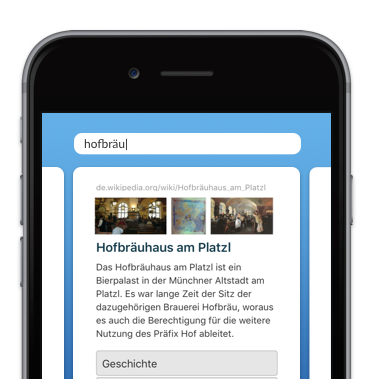 hofbräu
de.wikipedia.org/wiki/Hofbräuhaus_am_Platzl
Hofbräuhaus am Platzl
Das Hofbräuhaus am Platzl ist ein
Bierpalast in der Münchner Altstadt am
Platzl. Es war lange Zeit der Sitz der
dazugehörigen Brauerei Hofbräu, woraus
es auch die Berechtigung für die weitere
Nutzung des Präfix Hof ableitet.
Geschichte